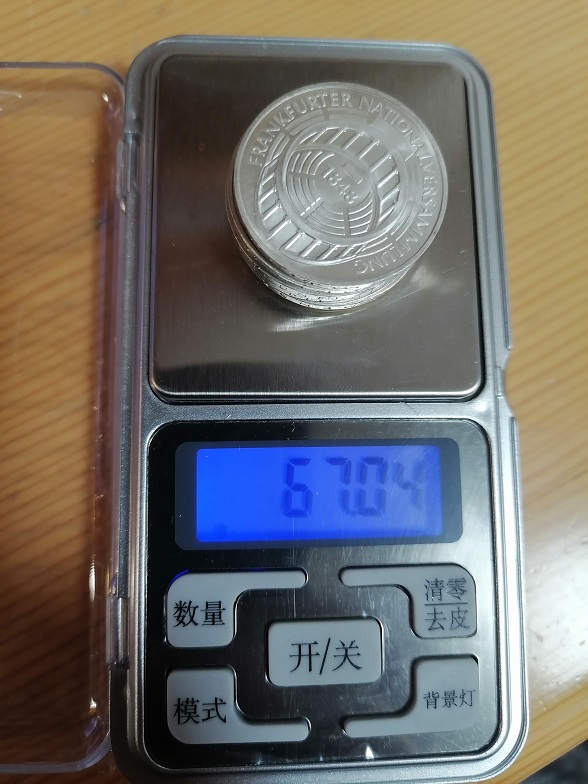 FRANKFURTER NATIONALVERSAMMLUNG
1848
67.04
数量
清零
去皮
开/关
模式
背景灯